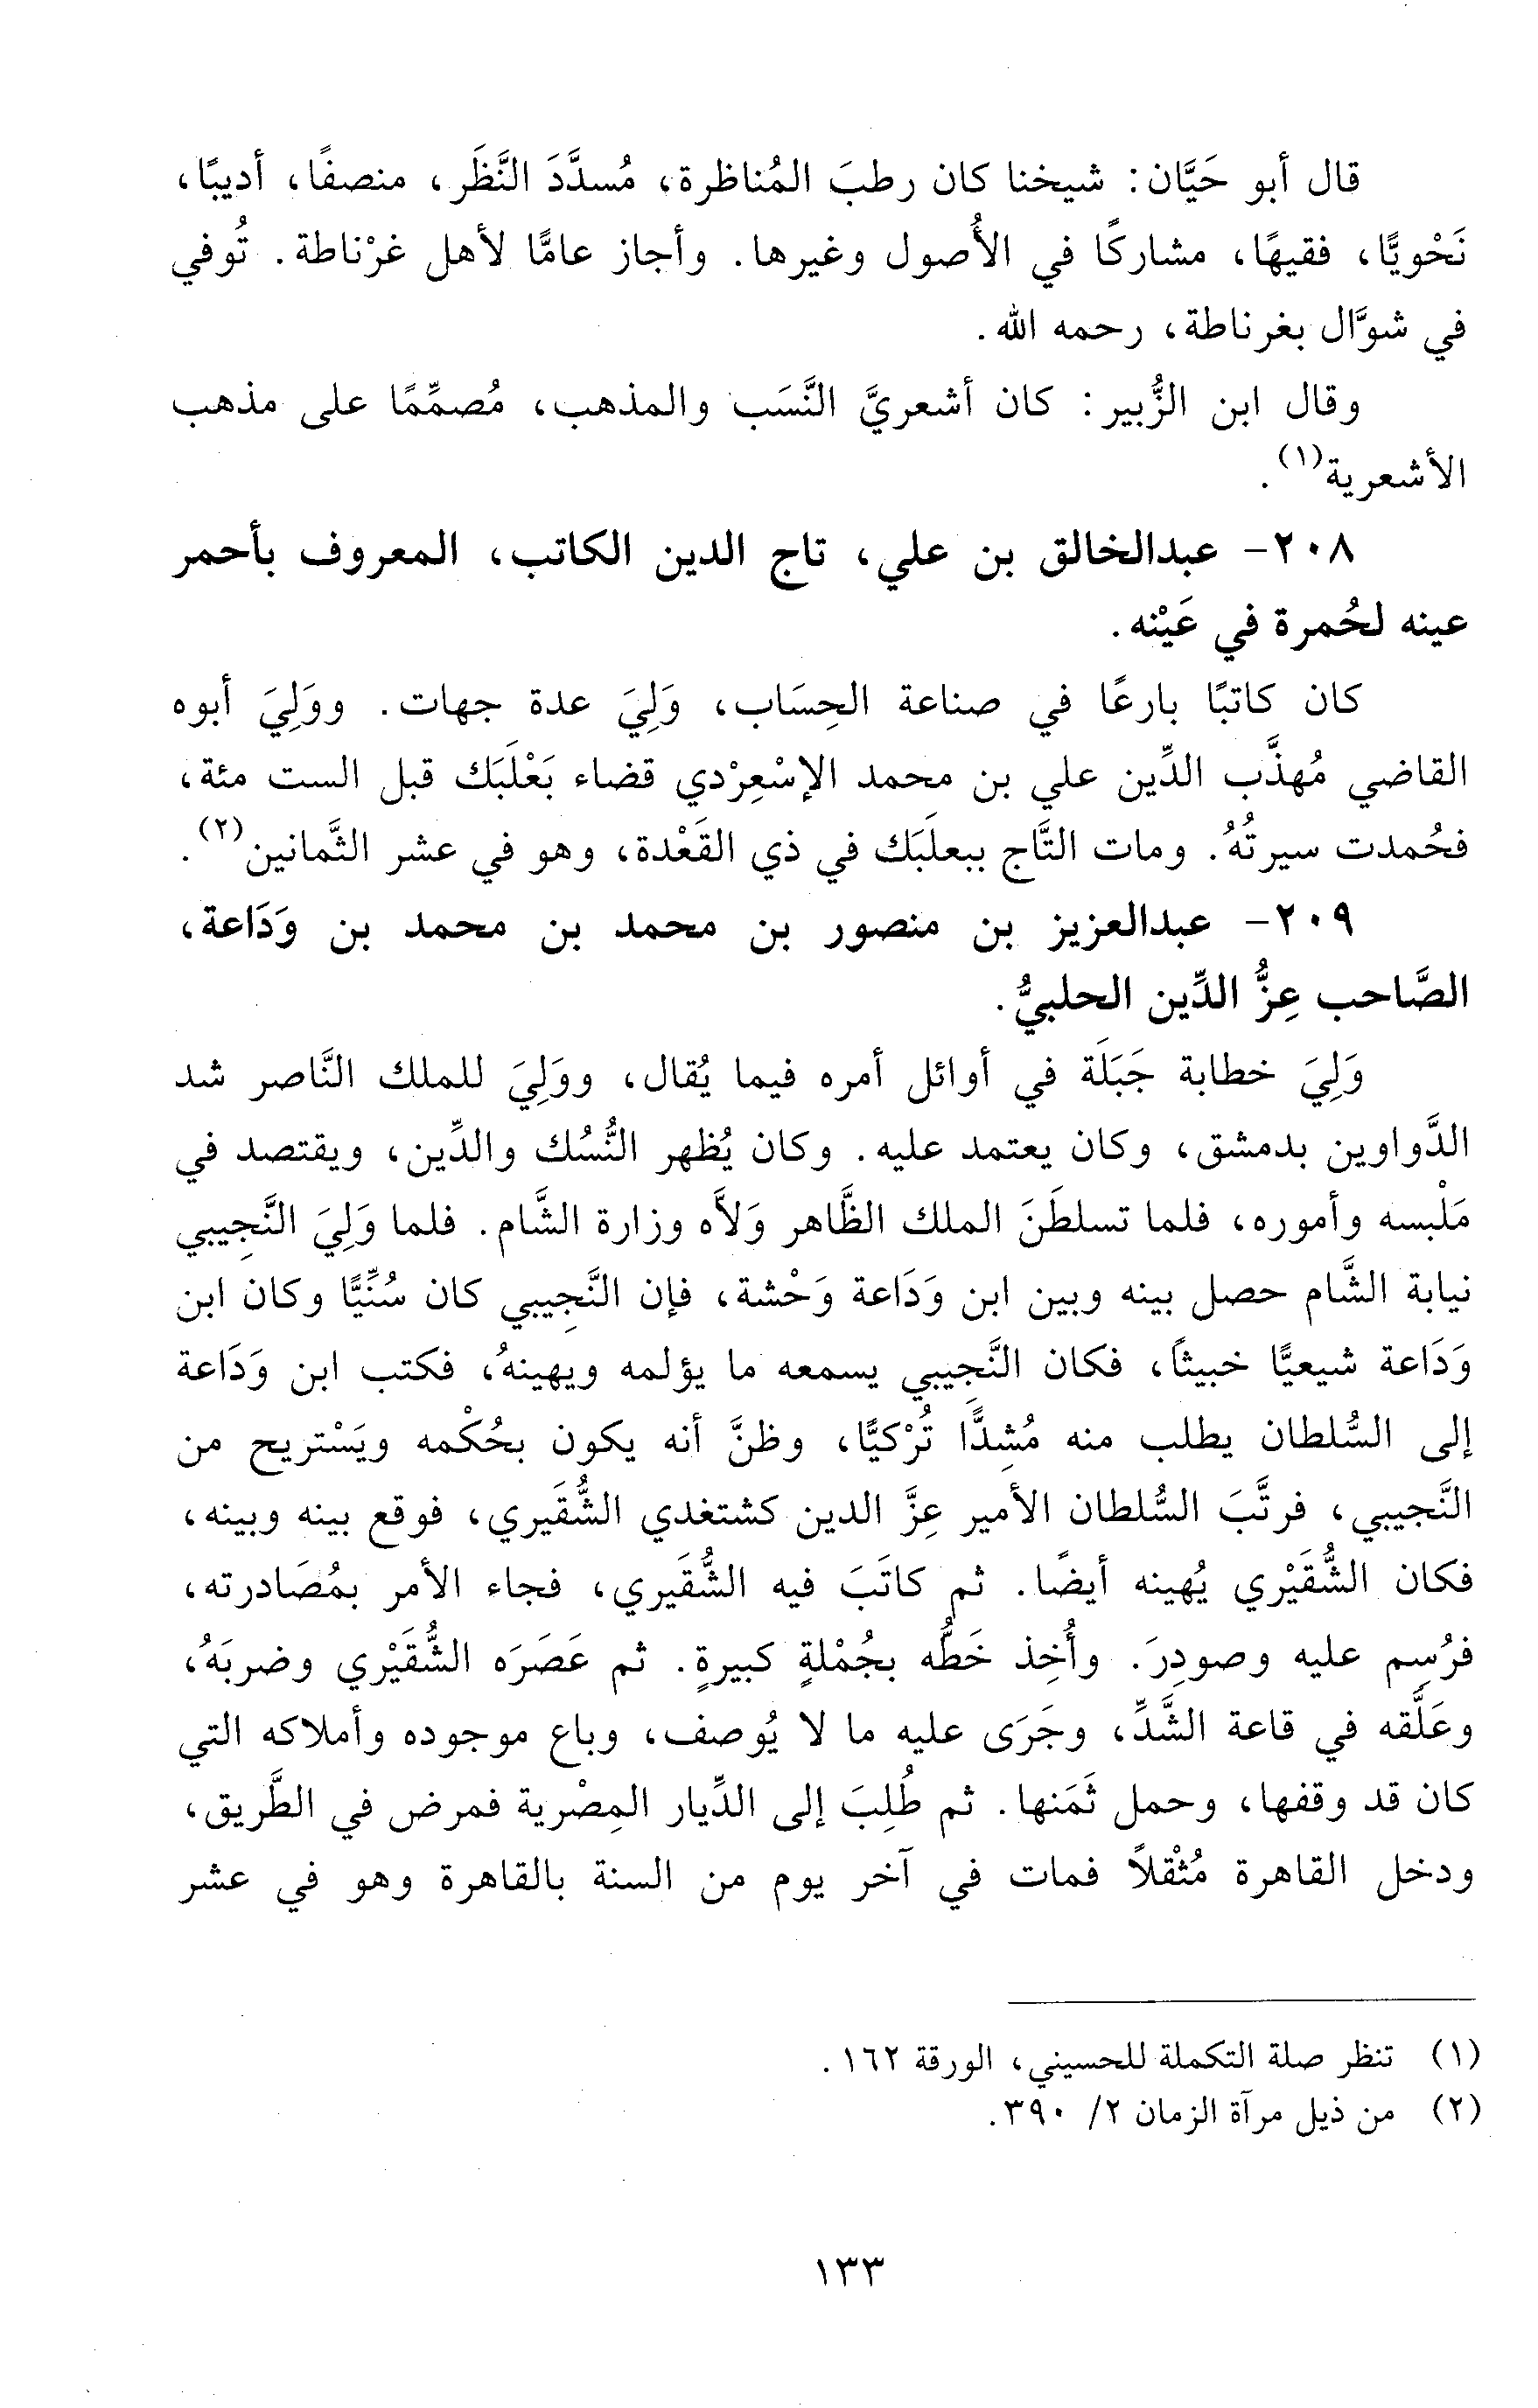 قال أبو حَيَّان: شيخنا كان رطبَ المُناظرة، مُسدَّدَ النَّظَر، منصفًا، أديبًا،
نَحْويًّا، فقيهًا، مشاركًا في الأُصول وغيرها. وأجاز عامًّا لأهل غرْناطة. تُوفي
في شوَّال بغرناطة، رحمه الله.
وقال ابن الزُّبير: كان أشعريَّ النَّسَب والمذهب، مُصمِّمًا على مذهب
الأشعرية(١).
٢٠٨- عبدالخالق بن علي، تاج الدين الكاتب، المعروف بأحمر
عينه لحُمرة في عَيْنه.
كان كاتبًا بارعًا في صناعة الحِسَاب، وَلِيَ عدة جهات. ووَلِيَ أبوه
القاضي مُهذَّب الدِّين علي بن محمد الإسْعِرْدي قضاء بَعْلَبَك قبل الست مئة،
فحُمدت سيرتُهُ. ومات التَّاج ببعلَبَك في ذي القَعْدة، وهو في عشر الثَّمانين(٢).
٢٠٩- عبدالعزيز بن منصور بن محمد بن محمد بن وَدَاعة،
الصَّاحب عِزُّ الدِّين الحلبيُّ.
وَلِيَ خطابة جَبَلَة في أوائل أمره فيما يُقال، ووَلِيَ للملك النَّاصر شد
الدَّواوين بدمشق، وكان يعتمد عليه. وكان يُظهر النُّسُك والدِّين، ويقتصد في
مَلْبسه وأموره، فلما تسلطَنَ الملك الظَّاهر وَلاَّه وزارة الشَّام. فلما وَلِيَ النَّجِيبي
نيابة الشَّام حصل بينه وبين ابن وَدَاعة وَحْشة، فإن النَّجِيبي كان سُنِّيًّا وكان ابن
وَدَاعة شيعيًّا خبيثاً، فكان النَّجِيبي يسمعه ما يؤلمه ويهينهُ، فكتب ابن وَدَاعة
إلى السُّلطان يطلب منه مُشِدًّا تُرْكيًّا، وظنَّ أنه يكون بحُكْمه ويَسْتريح من
النَّجيبي، فرتَّبَ السُّلطان الأمير عِزَّ الدين كشتغدي الشُّقَيري، فوقع بينه وبينه،
فكان الشُّقَيْري يُهينه أيضًا. ثم كاتَبَ فيه الشُّقَيري، فجاء الأمر بمُصَادرته،
فرُسِم عليه وصودِرَ. وأُخِذ خَطُّه بجُمْلةٍ كبيرةٍ. ثم عَصَرَه الشُّقَيْري وضربَهُ،
وعَلَّقه في قاعة الشَّدِّ، وجَرَى عليه ما لا يُوصف، وباع موجوده وأملاكه التي
كان قد وقفها، وحمل ثَمَنها. ثم طُلِبَ إلى الدِّيار المِصْرية فمرض في الطَّريق،
ودخل القاهرة مُثْقلاً فمات في آخر يوم من السنة بالقاهرة وهو في عشر
(١) تنظر صلة التكملة للحسيني، الورقة ١٦٢.
(٢) من ذيل مرآة الزمان ٢/ ٣٩٠.
١٣٣